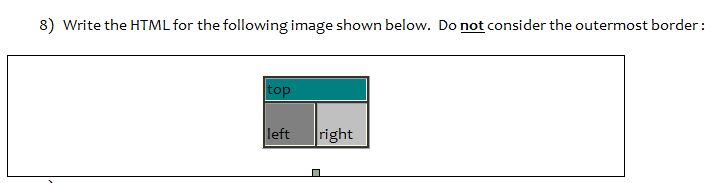 8) Write the HTML for the following image shown below. Do not consider the outermost border:
top
left right